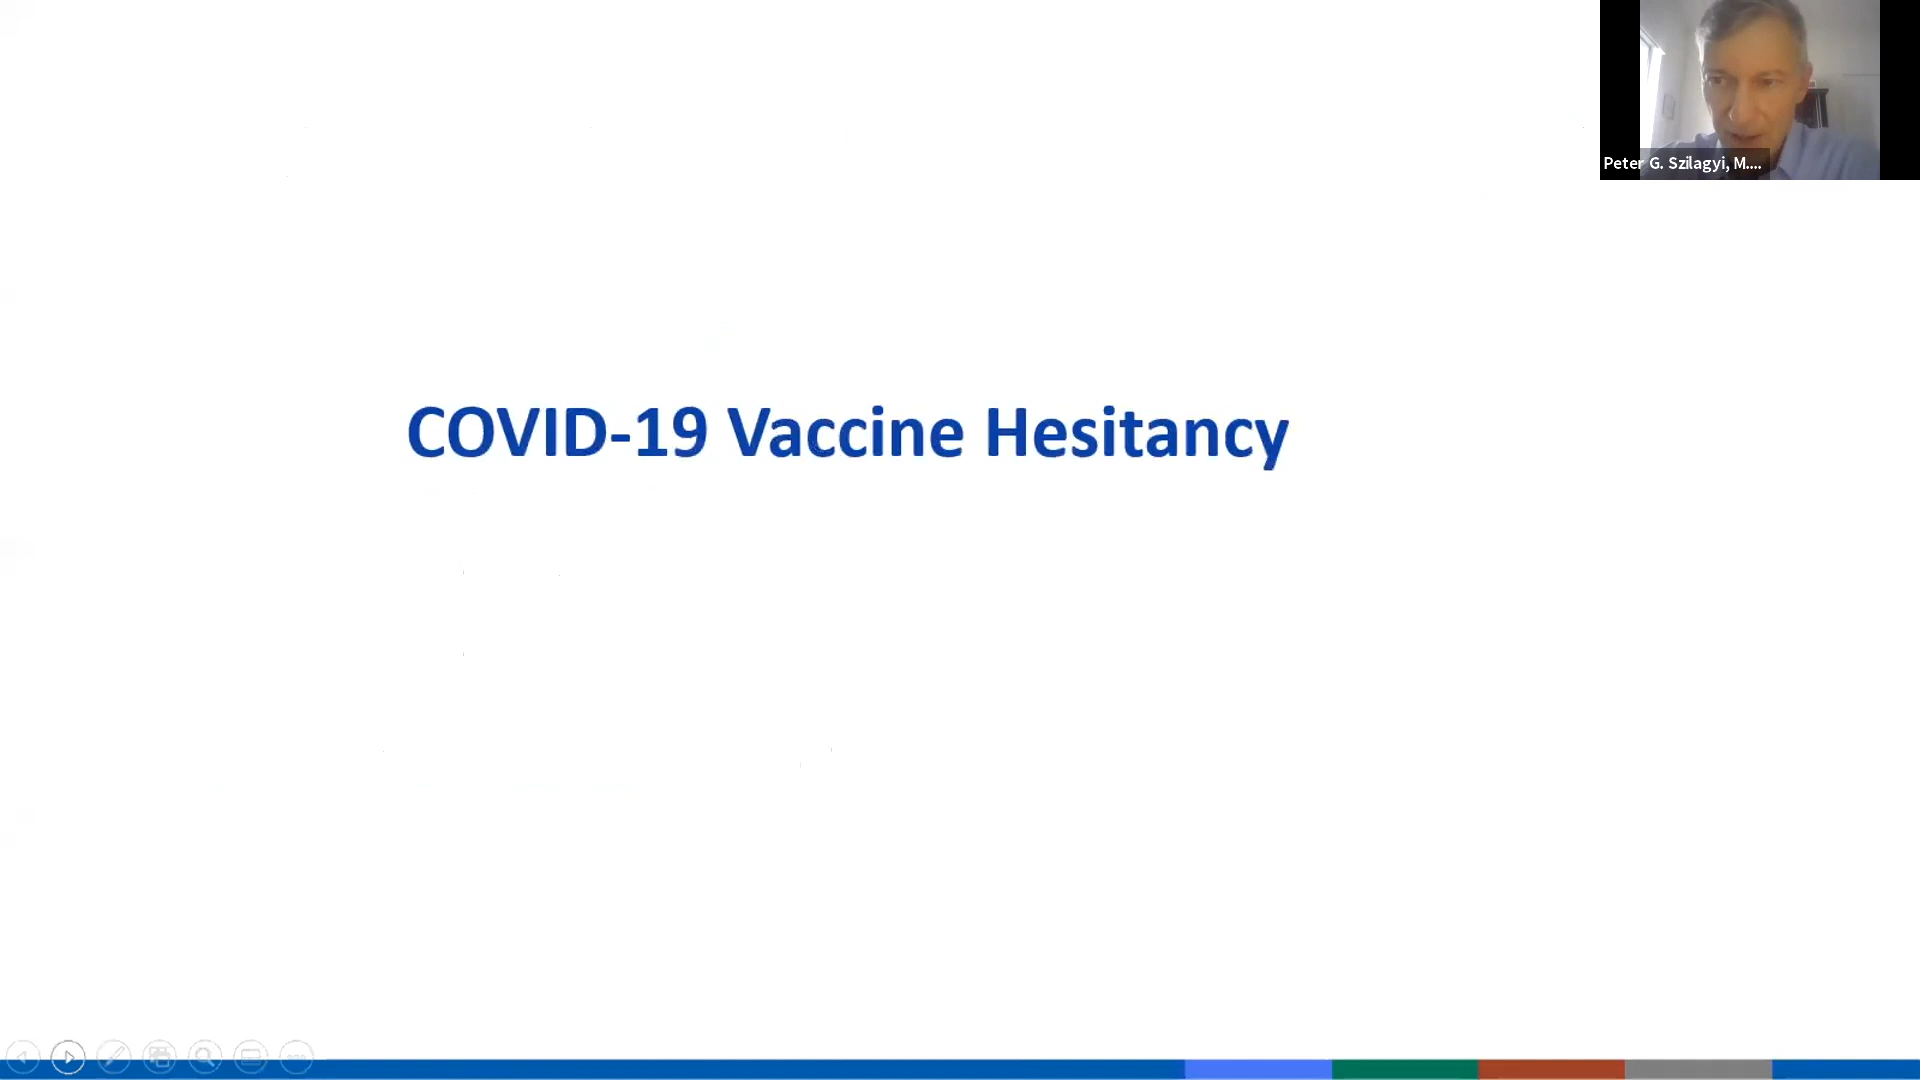 Peter G. Szilagyi, M....
COVID-19 Vaccine Hesitancy